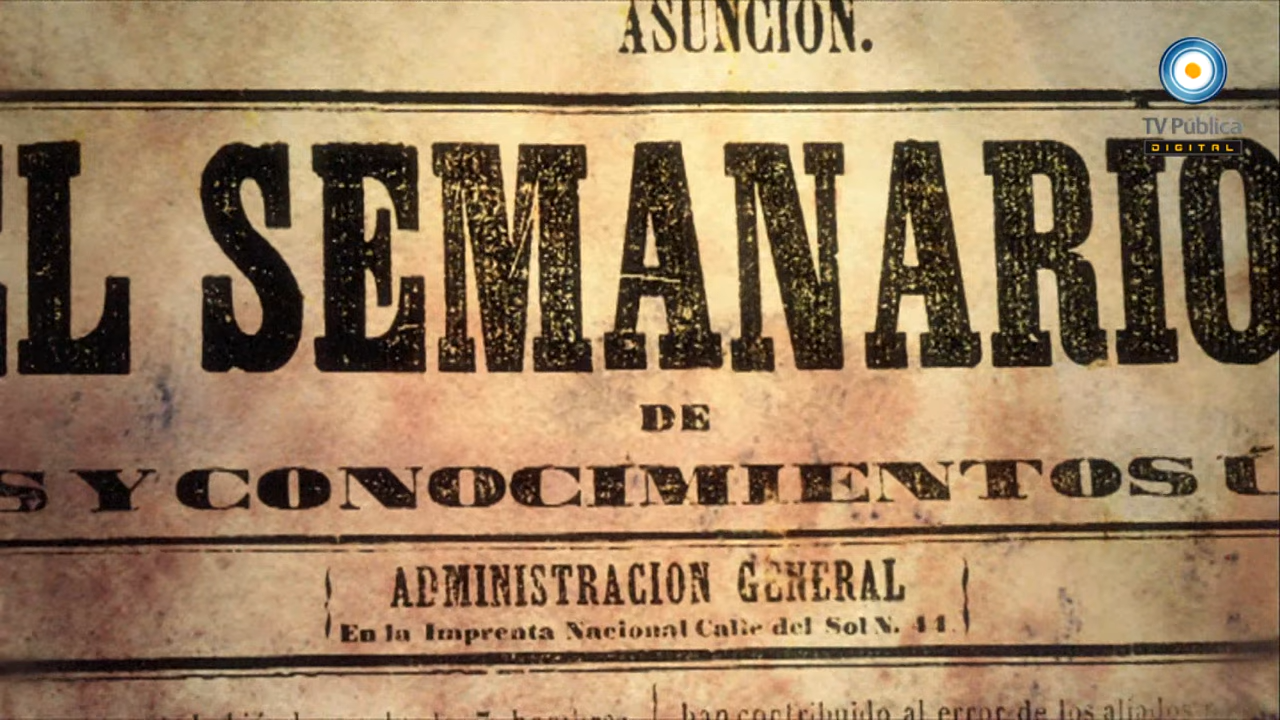 ASUNCION.
TV Pública
DIGITAL
EL SEMANARIO
DE
S Y CONOCIMIENTOS Ú
ADMINISTRACION GENERAL
En la Imprenta Nacional Calle del Sol N. 44.
han contribuido al error de los aliados